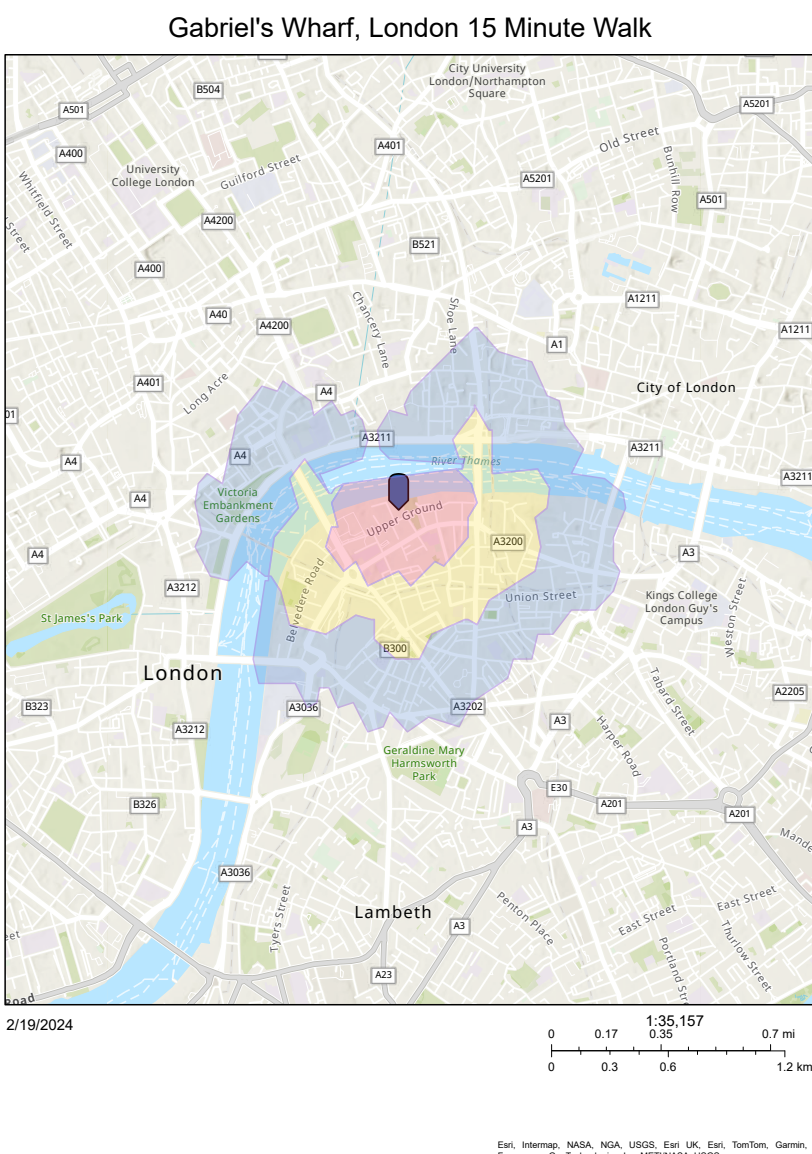 Gabriel's Wharf, London 15 Minute Walk
City University
London/Northampton
Square
B504
A501
A5201
Old Street
A401
A400
University
College London
Guilford Street
Bunhill Row
Whitfield Street
A5201
A501
A4200
Street
B521
A400
A1211
Chancery Lane
Shoe Lane
A40
A4200
A1211
A1
A401
Long Acre
A4
City of London
01
A3211
A3211
A4
A4
River Thames
A3211
A4
Victoria
Embankment
Gardens
Upper Ground
A3200
A4
A3
Belvedere Road
A3212
Union Street
Kings College
London Guy's
Campus
Weston Street
St James's Park
B300
London
Tabard Street
A2205
B323
A3036
A3202
A3
A3212
Harper Road
Geraldine Mary
Harmsworth
Park
E30
B326
A201
A201
A3
Mande
A3036
Tyers Street
Penton Place
East Street
East Street
Lambeth
A3
Thurlow Street
eet
Portland Str
A23
Road
2/19/2024
1:35,157
0 0.17 0.35 0.7 mi
0 0.3 0.6 1.2 km
Esri, Intermap, NASA, NGA, USGS, Esri UK, Esri, TomTom, Garmin,